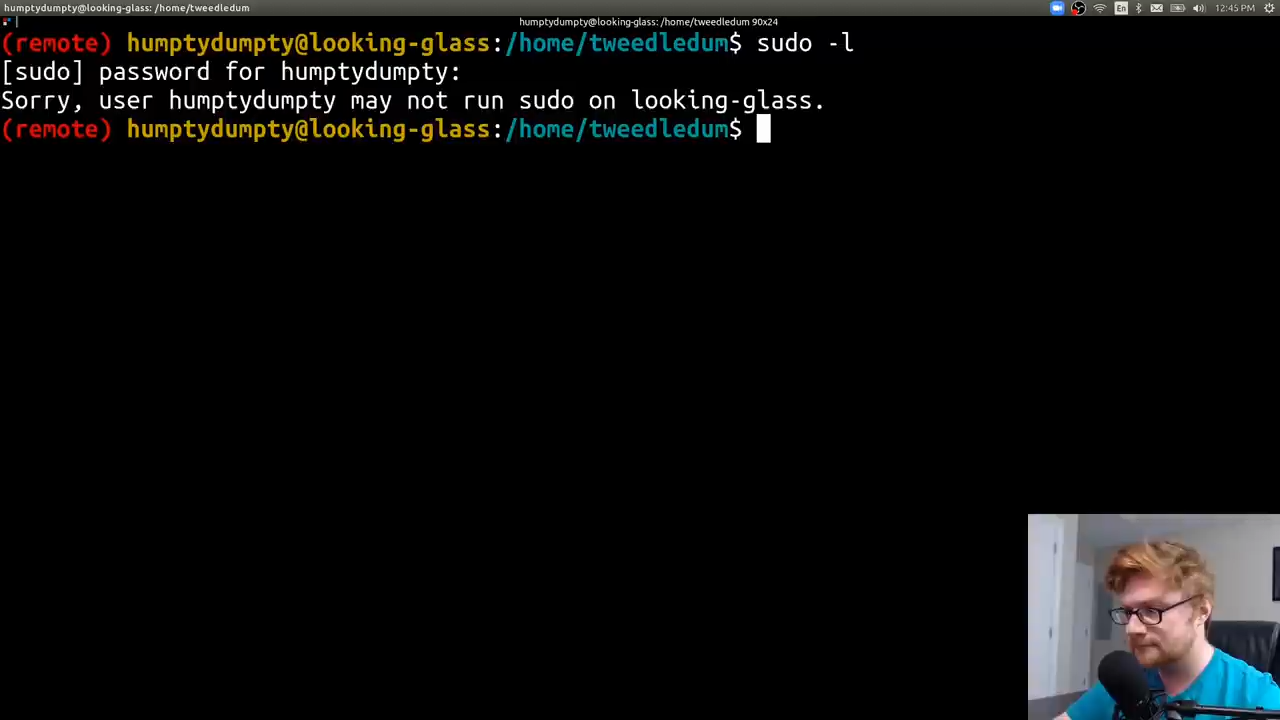 humptydumpty@looking-glass: /home/tweedledum
En
12:45 PM
humptydumpty@looking-glass: /home/tweedledum 90x24
(remote) humptydumpty@looking-glass:/home/tweedledum$ sudo -l
[sudo] password for humptydumpty:
Sorry, user humptydumpty may not run sudo on looking-glass.
(remote) humptydumpty@looking-glass:/home/tweedledum$